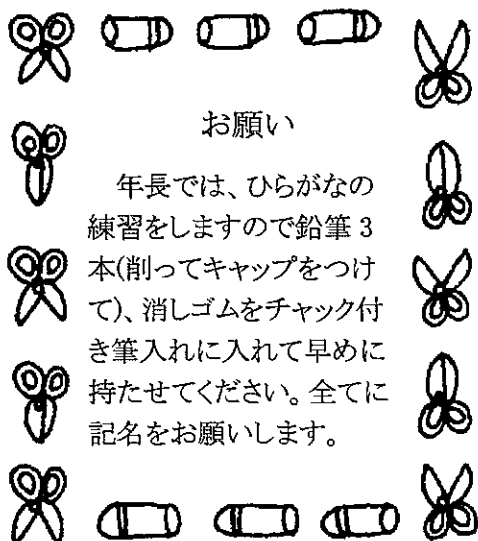 お願い
年長では、ひらがなの
練習をしますので鉛筆3
本(削ってキャップをつけ
て)、消しゴムをチャック付
き筆入れに入れて早めに
持たせてください。全てに
記名をお願いします。